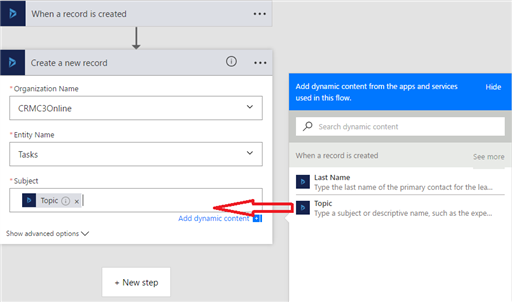 When a record is created
Create a new record
* Organization Name
CRMC3Online
* Entity Name
Tasks
* Subject
Topic
Add dynamic content
Show advanced options
+ New step
Add dynamic content from the apps and services
used in this flow.
Hide
Search dynamic content
When a record is created
See more
Last Name
Type the last name of the primary contact for the lea...
Topic
Type a subject or descriptive name, such as the expe...